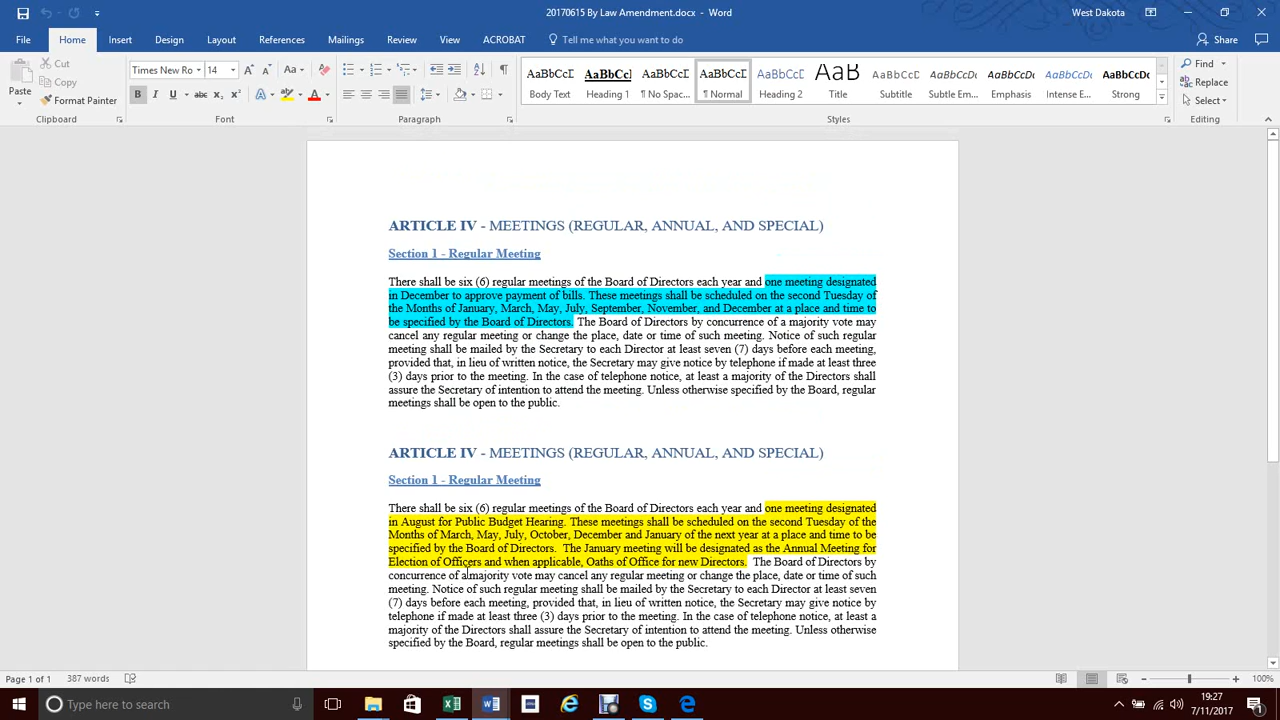 20170615 By Law Amendment.docx - Word
West Dakota
File Home Insert Design Layout References Mailings Review View ACROBAT Tell me what you want to do Share
Cut
Copy
Format Painter
Paste
Times New Ro 14
Aa
B I U abc X₂ X² A A
AaBbCcDc AaBbCcI AaBbCcDc AaBbCcDc AaBbCcDc AaB AaBbCcDc AaBbCcDc AaBbCcDc AaBbCcDc AaBbCcDc
Body Text Heading 1 ¶ No Spac... ¶ Normal Heading 2 Title Subtitle Subtle Em... Emphasis Intense E... Strong
Find
Replace
Select
Clipboard Font Paragraph Styles Editing
ARTICLE IV - MEETINGS (REGULAR, ANNUAL, AND SPECIAL)
Section 1 - Regular Meeting
There shall be six (6) regular meetings of the Board of Directors each year and one meeting designated
in December to approve payment of bills. These meetings shall be scheduled on the second Tuesday of
the Months of January, March, May, July, September, November, and December at a place and time to
be specified by the Board of Directors. The Board of Directors by concurrence of a majority vote may
cancel any regular meeting or change the place, date or time of such meeting. Notice of such regular
meeting shall be mailed by the Secretary to each Director at least seven (7) days before each meeting,
provided that, in lieu of written notice, the Secretary may give notice by telephone if made at least three
(3) days prior to the meeting. In the case of telephone notice, at least a majority of the Directors shall
assure the Secretary of intention to attend the meeting. Unless otherwise specified by the Board, regular
meetings shall be open to the public.
ARTICLE IV - MEETINGS (REGULAR, ANNUAL, AND SPECIAL)
Section 1 - Regular Meeting
There shall be six (6) regular meetings of the Board of Directors each year and one meeting designated
in August for Public Budget Hearing. These meetings shall be scheduled on the second Tuesday of the
Months of March, May, July, October, December and January of the next year at a place and time to be
specified by the Board of Directors. The January meeting will be designated as the Annual Meeting for
Election of Officers and when applicable, Oaths of Office for new Directors. The Board of Directors by
concurrence of a majority vote may cancel any regular meeting or change the place, date or time of such
meeting. Notice of such regular meeting shall be mailed by the Secretary to each Director at least seven
(7) days before each meeting, provided that, in lieu of written notice, the Secretary may give notice by
telephone if made at least three (3) days prior to the meeting. In the case of telephone notice, at least a
majority of the Directors shall assure the Secretary of intention to attend the meeting. Unless otherwise
specified by the Board, regular meetings shall be open to the public.
Page 1 of 1 387 words
100%
Type here to search
19:27
7/11/2017